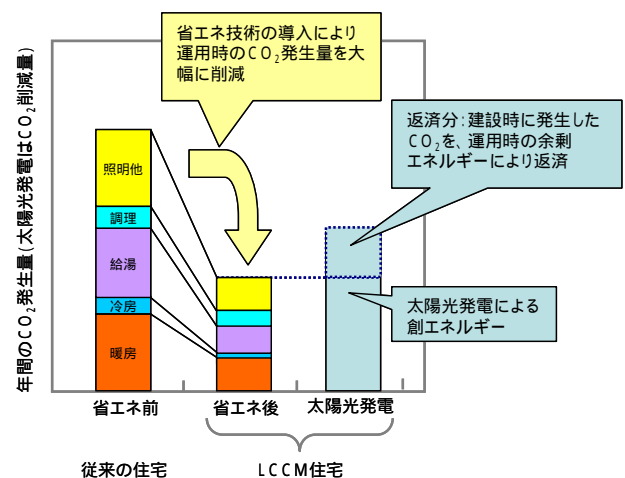 省エネ技術の導入により
運用時のCO₂発生量を大
幅に削減
返済分：建設時に発生した
CO₂を、運用時の余剰
エネルギーにより返済
太陽光発電による
創エネルギー
年間のCO₂発生量(太陽光発電はCO₂削減量)
照明他
調理
給湯
冷房
暖房
省エネ前
省エネ後
太陽光発電
従来の住宅
LCCM住宅